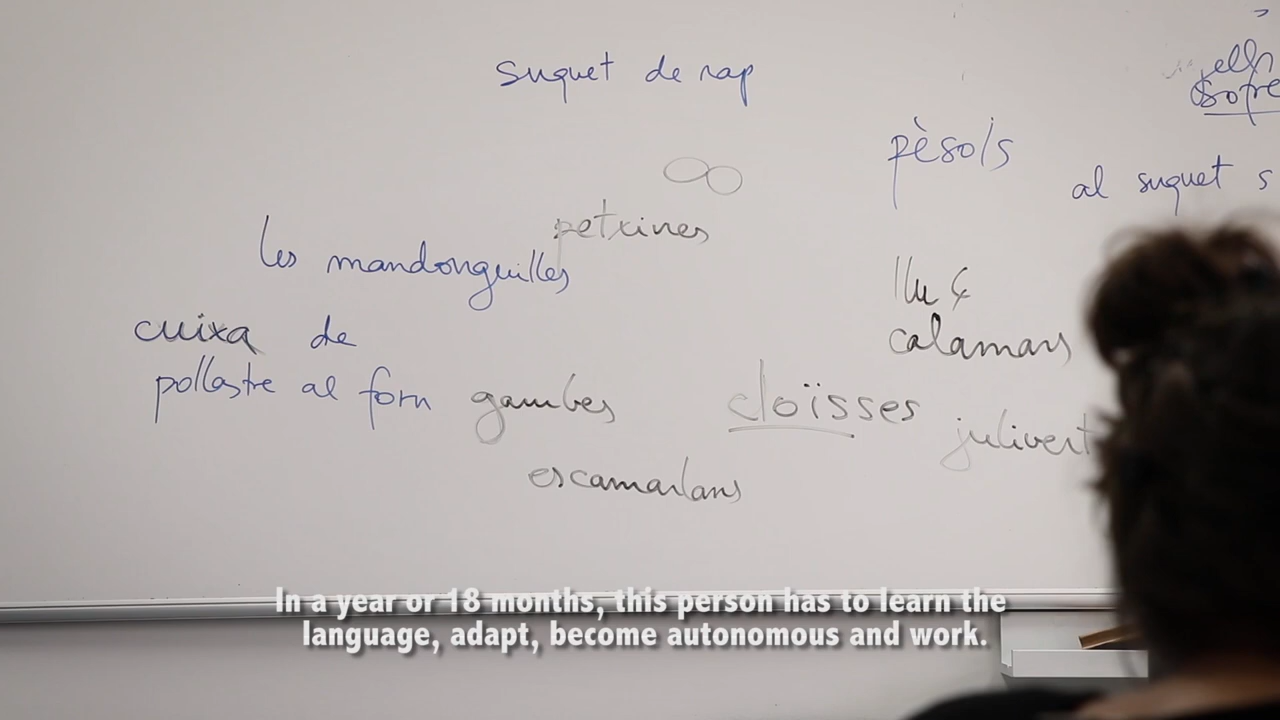 suquet de rap
pèsols
al suquet
petxines
les mandonguilles
cuixa de
pollastre al forn
calamars
gambes
cloïsses
julivert
escamarlans
In a year or 18 months, this person has to learn the
language, adapt, become autonomous and work.